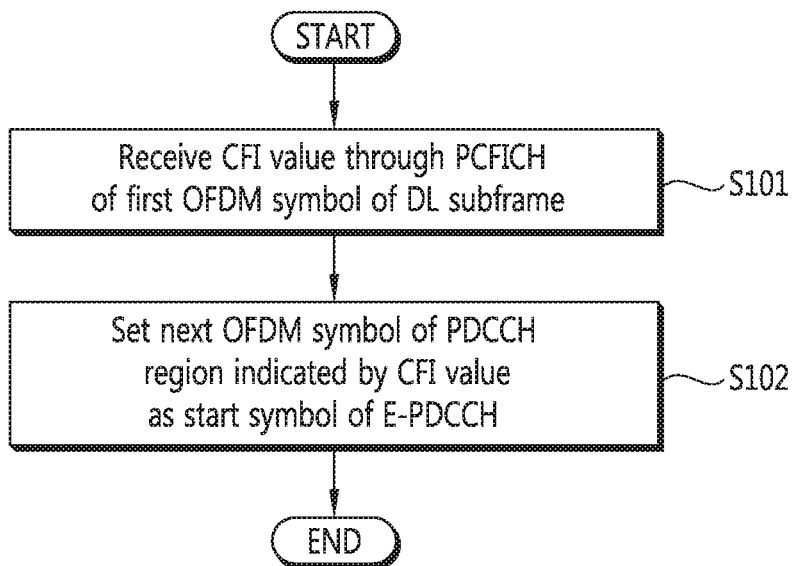 START
Receive CFI value through PCFICH
of first OFDM symbol of DL subframe
S101
Set next OFDM symbol of PDCCH
region indicated by CFI value
as start symbol of E-PDCCH
S102
END